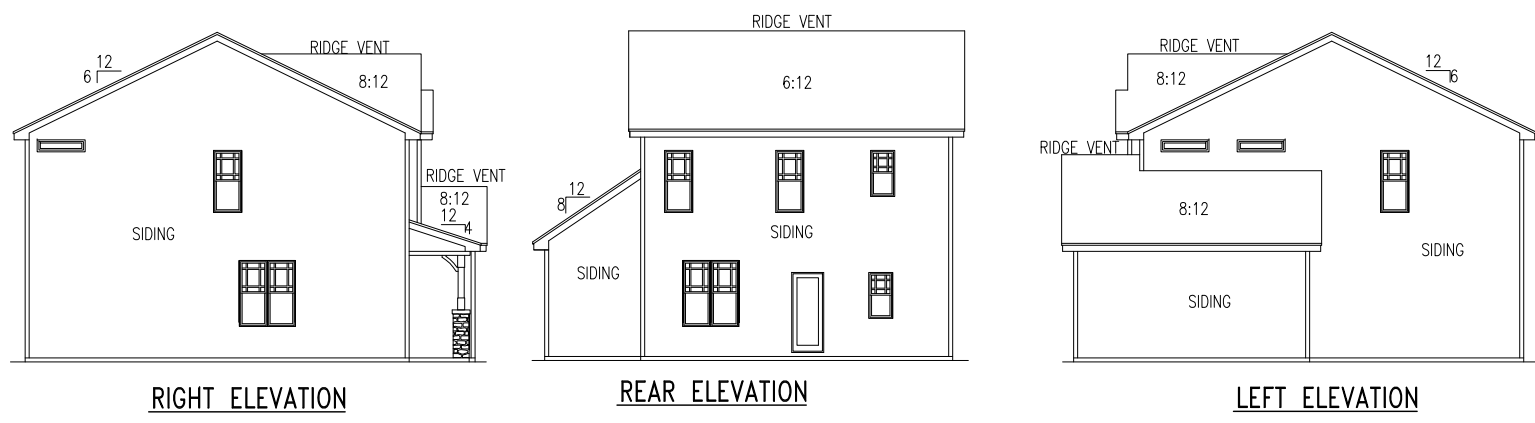 RIDGE VENT
12
6
8:12
RIDGE VENT
8:12
12
4
SIDING
RIGHT ELEVATION
RIDGE VENT
6:12
12
8
SIDING
SIDING
REAR ELEVATION
RIDGE VENT
12
6
8:12
RIDGE VENT
8:12
SIDING
SIDING
LEFT ELEVATION